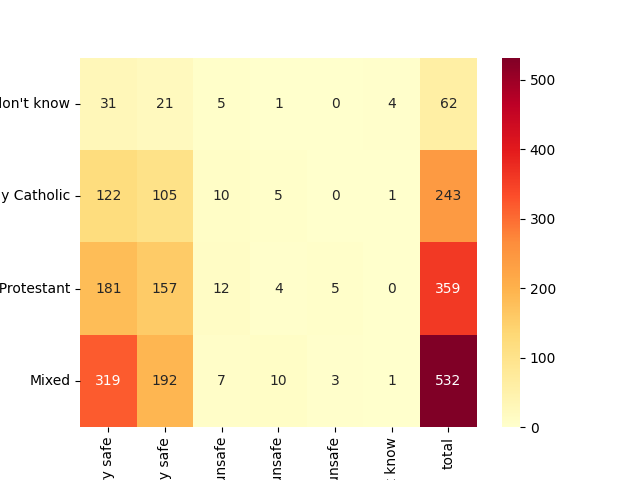 don't know 31 21 5 1 0 4 62
y Catholic 122 105 10 5 0 1 243
Protestant 181 157 12 4 5 0 359
Mixed 319 192 7 10 3 1 532
y safe
y safe
unsafe
unsafe
unsafe
know
total
500
400
300
200
100
0